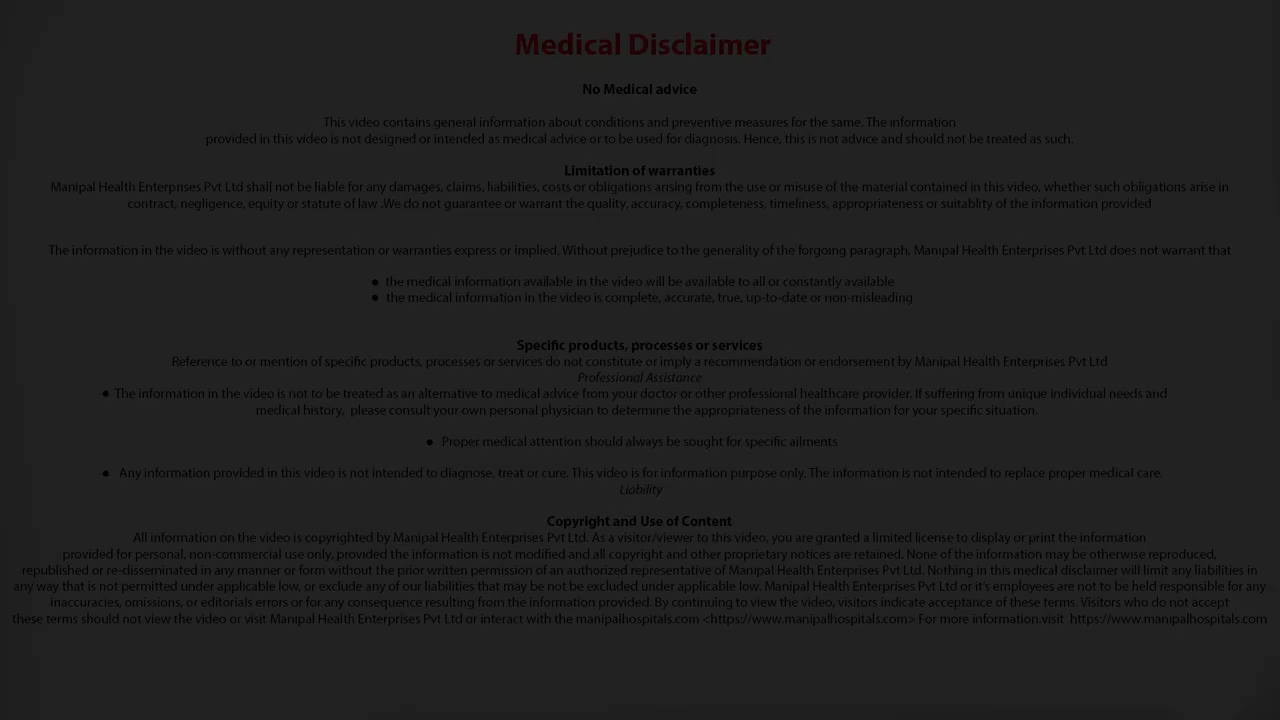 Medical Disclaimer
No Medical advice
This video contains general information about conditions and preventive measures for the same. The information
provided in this video is not designed or intended as medical advice or to be used for diagnosis. Hence, this is not advice and should not be treated as such.
Limitation of warranties
Manipal Health Enterprises Pvt Ltd shall not be liable for any damages, claims, liabilities, costs or obligations arising from the use or misuse of the material contained in this video, whether such obligations arise in
contract, negligence, equity or statute of law .We do not guarantee or warrant the quality, accuracy, completeness, timeliness, appropriateness or suitablity of the information provided
The information in the video is without any representation or warranties express or implied. Without prejudice to the generality of the forgoing paragraph, Manipal Health Enterprises Pvt Ltd does not warrant that
● the medical information available in the video will be available to all or constantly available
● the medical information in the video is complete, accurate, true, up-to-date or non-misleading
Specific products, processes or services
Reference to or mention of specific products, processes or services do not constitute or imply a recommendation or endorsement by Manipal Health Enterprises Pvt Ltd
Professional Assistance
● The information in the video is not to be treated as an alternative to medical advice from your doctor or other professional healthcare provider. If suffering from unique individual needs and
medical history, please consult your own personal physician to determine the appropriateness of the information for your specific situation.
● Proper medical attention should always be sought for specific ailments
● Any information provided in this video is not intended to diagnose, treat or cure. This video is for information purpose only. The information is not intended to replace proper medical care.
Liability
Copyright and Use of Content
All information on the video is copyrighted by Manipal Health Enterprises Pvt Ltd. As a visitor/viewer to this video, you are granted a limited license to display or print the information
provided for personal, non-commercial use only, provided the information is not modified and all copyright and other proprietary notices are retained. None of the information may be otherwise reproduced,
republished or re-disseminated in any manner or form without the prior written permission of an authorized representative of Manipal Health Enterprises Pvt Ltd. Nothing in this medical disclaimer will limit any liabilities in
any way that is not permitted under applicable low, or exclude any of our liabilities that may be not be excluded under applicable low. Manipal Health Enterprises Pvt Ltd or it's employees are not to be held responsible for any
inaccuracies, omissions, or editorials errors or for any consequence resulting from the information provided. By continuing to view the video, visitors indicate acceptance of these terms. Visitors who do not accept
these terms should not view the video or visit Manipal Health Enterprises Pvt Ltd or interact with the manipalhospitals.com <https://www.manipalhospitals.com> For more information.visit https://www.manipalhospitals.com